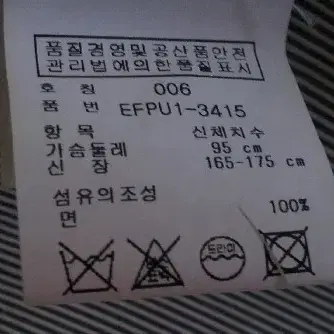 품질경영및공산품안전
관리법에의한품질표시
호 칭 006
품 번 EFPU1-3415
항 목 신체치수
가슴둘레 95 cm
신 장 165-175 cm
섬유의조성
면 100%
드라이